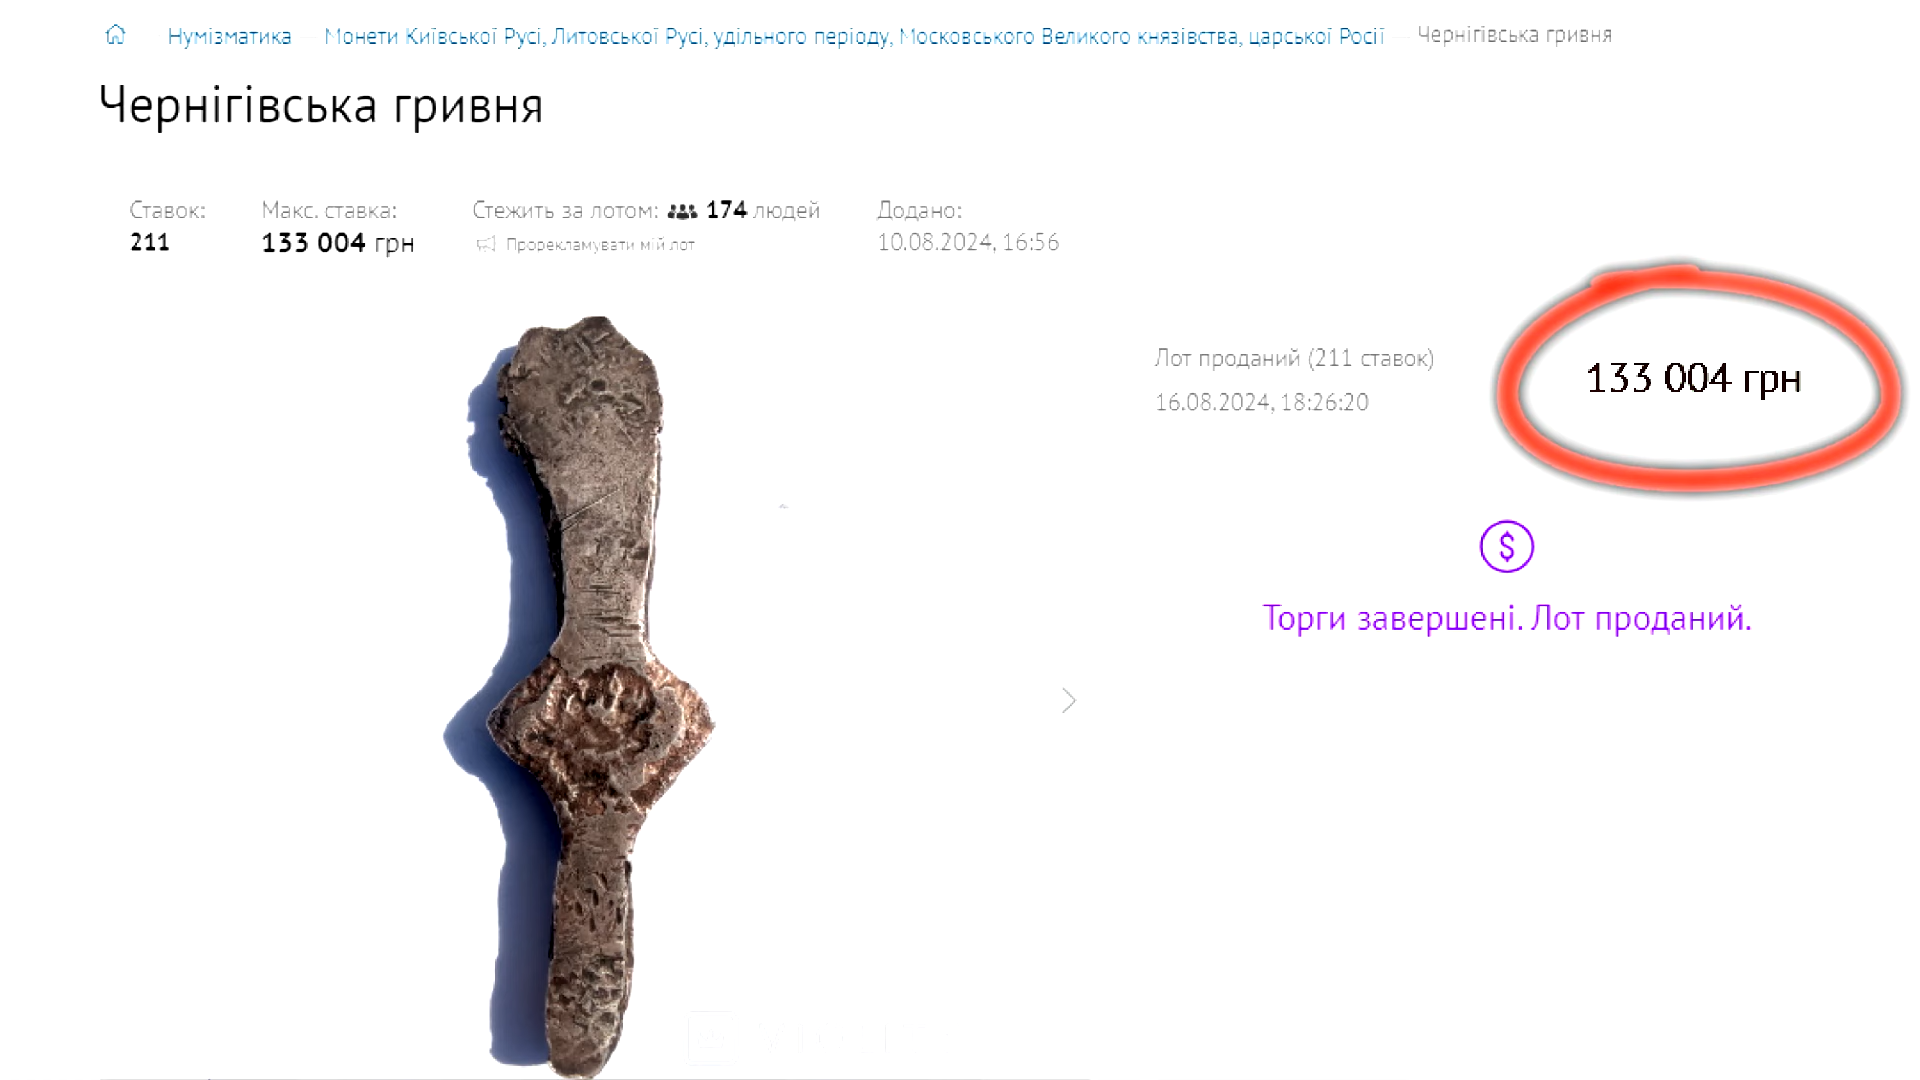 Нумізматика Монети Київської Русі, Литовської Русі, удільного періоду, Московського Великого князівства, царської Росії Чернігівська гривня
Чернігівська гривня
Ставок: Макс. ставка: Стежить за лотом: 174 людей Додано:
211 133 004 грн Прорекламувати мій лот 10.08.2024, 16:56
Лот проданий (211 ставок)
133 004 грн
16.08.2024, 18:26:20
$
Торги завершені. Лот проданий.